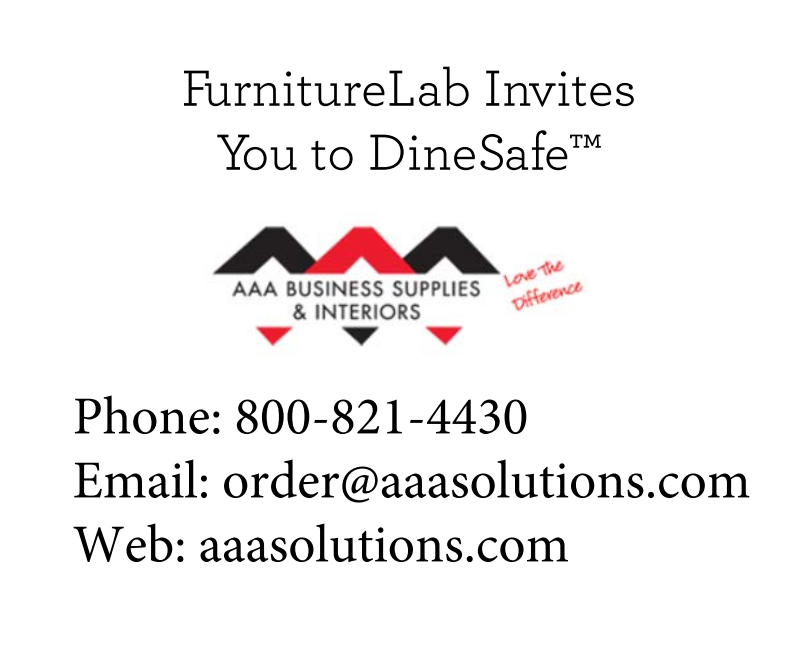 FurnitureLab Invites
You to DineSafe™
AAA BUSINESS SUPPLIES
& INTERIORS
Love The
Difference
Phone: 800-821-4430
Email: order@aaasolutions.com
Web: aaasolutions.com